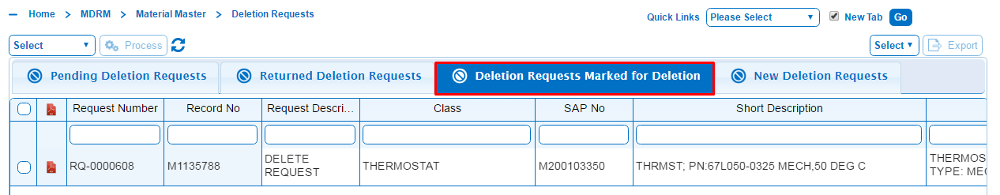 Home > MDRM > Material Master > Deletion Requests
Quick Links Please Select New Tab Go
Select Process Select Export
Pending Deletion Requests Returned Deletion Requests Deletion Requests Marked for Deletion New Deletion Requests
Request Number Record No Request Descri... Class SAP No Short Description
RQ-0000608 M1135788 DELETE REQUEST THERMOSTAT M200103350 THRMST; PN:67L050-0325 MECH,50 DEG C THERMOS
TYPE: MEC